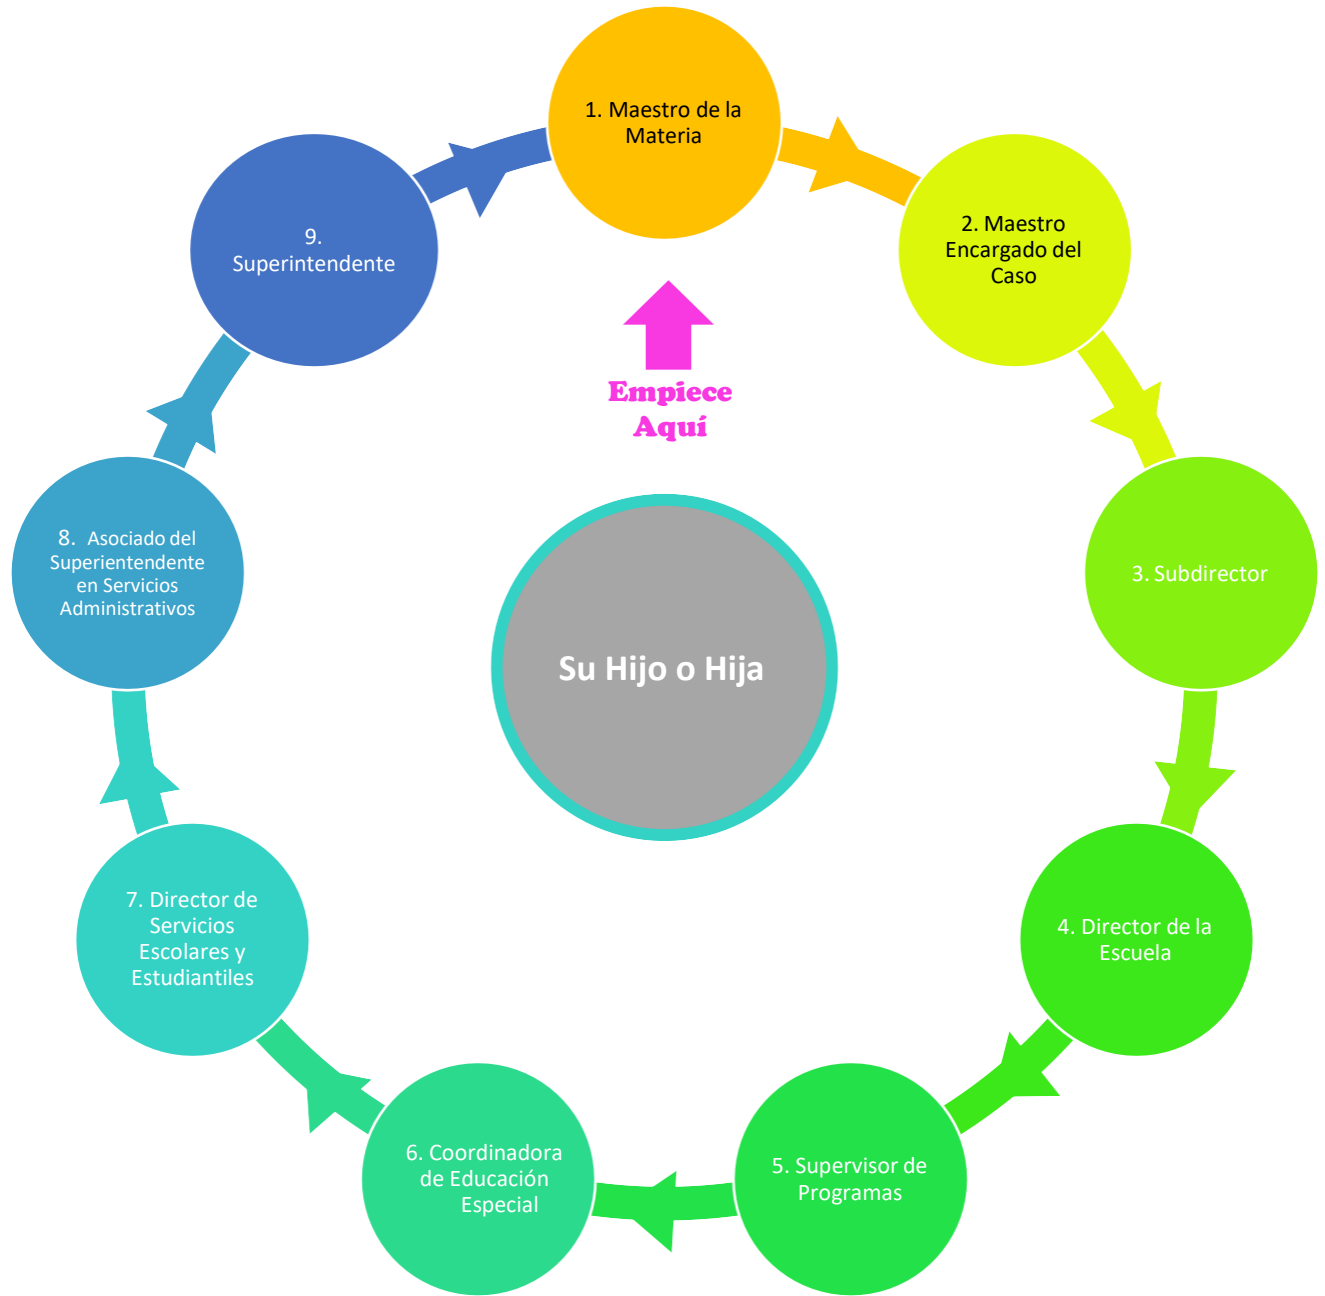 1. Maestro de la
Materia
2. Maestro
Encargado del
Caso
3. Subdirector
4. Director de la
Escuela
5. Supervisor de
Programas
6. Coordinadora
de Educación
Especial
7. Director de
Servicios
Escolares y
Estudiantiles
8. Asociado del
Superientendente
en Servicios
Administrativos
9.
Superintendente
Empiece
Aquí
Su Hijo o Hija